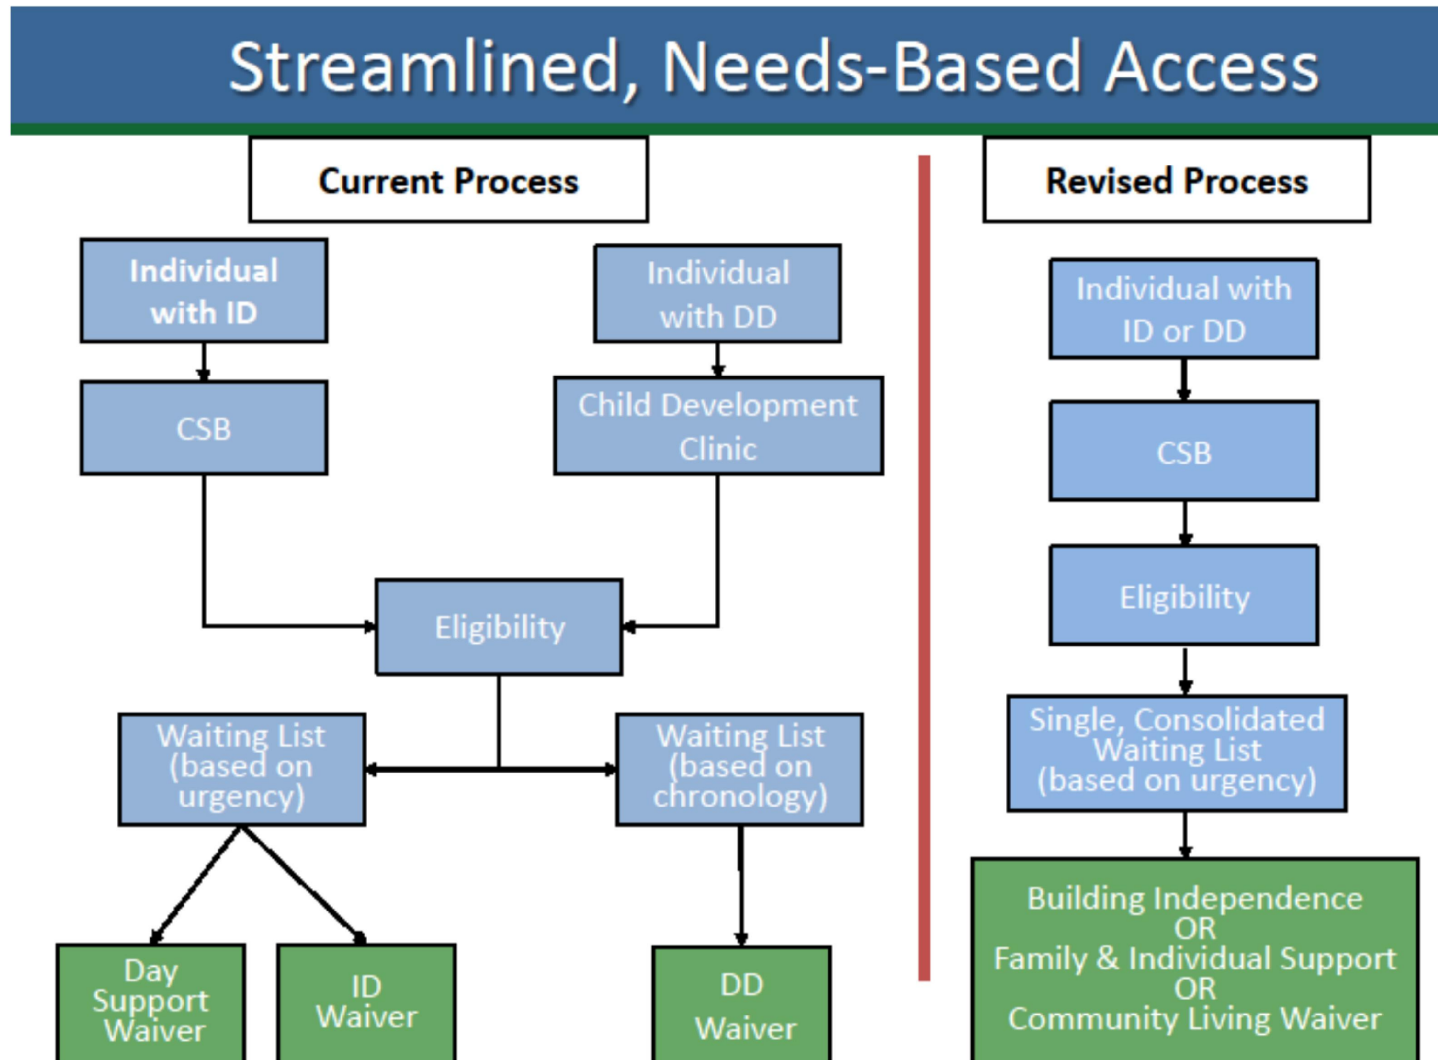 Streamlined, Needs-Based Access
Current Process
Individual
with ID
Individual
with DD
CSB
Child Development
Clinic
Eligibility
Waiting List
(based on
urgency)
Waiting List
(based on
chronology)
Day
Support
Waiver
ID
Waiver
DD
Waiver
Revised Process
Individual with
ID or DD
CSB
Eligibility
Single, Consolidated
Waiting List
(based on urgency)
Building Independence
OR
Family & Individual Support
OR
Community Living Waiver